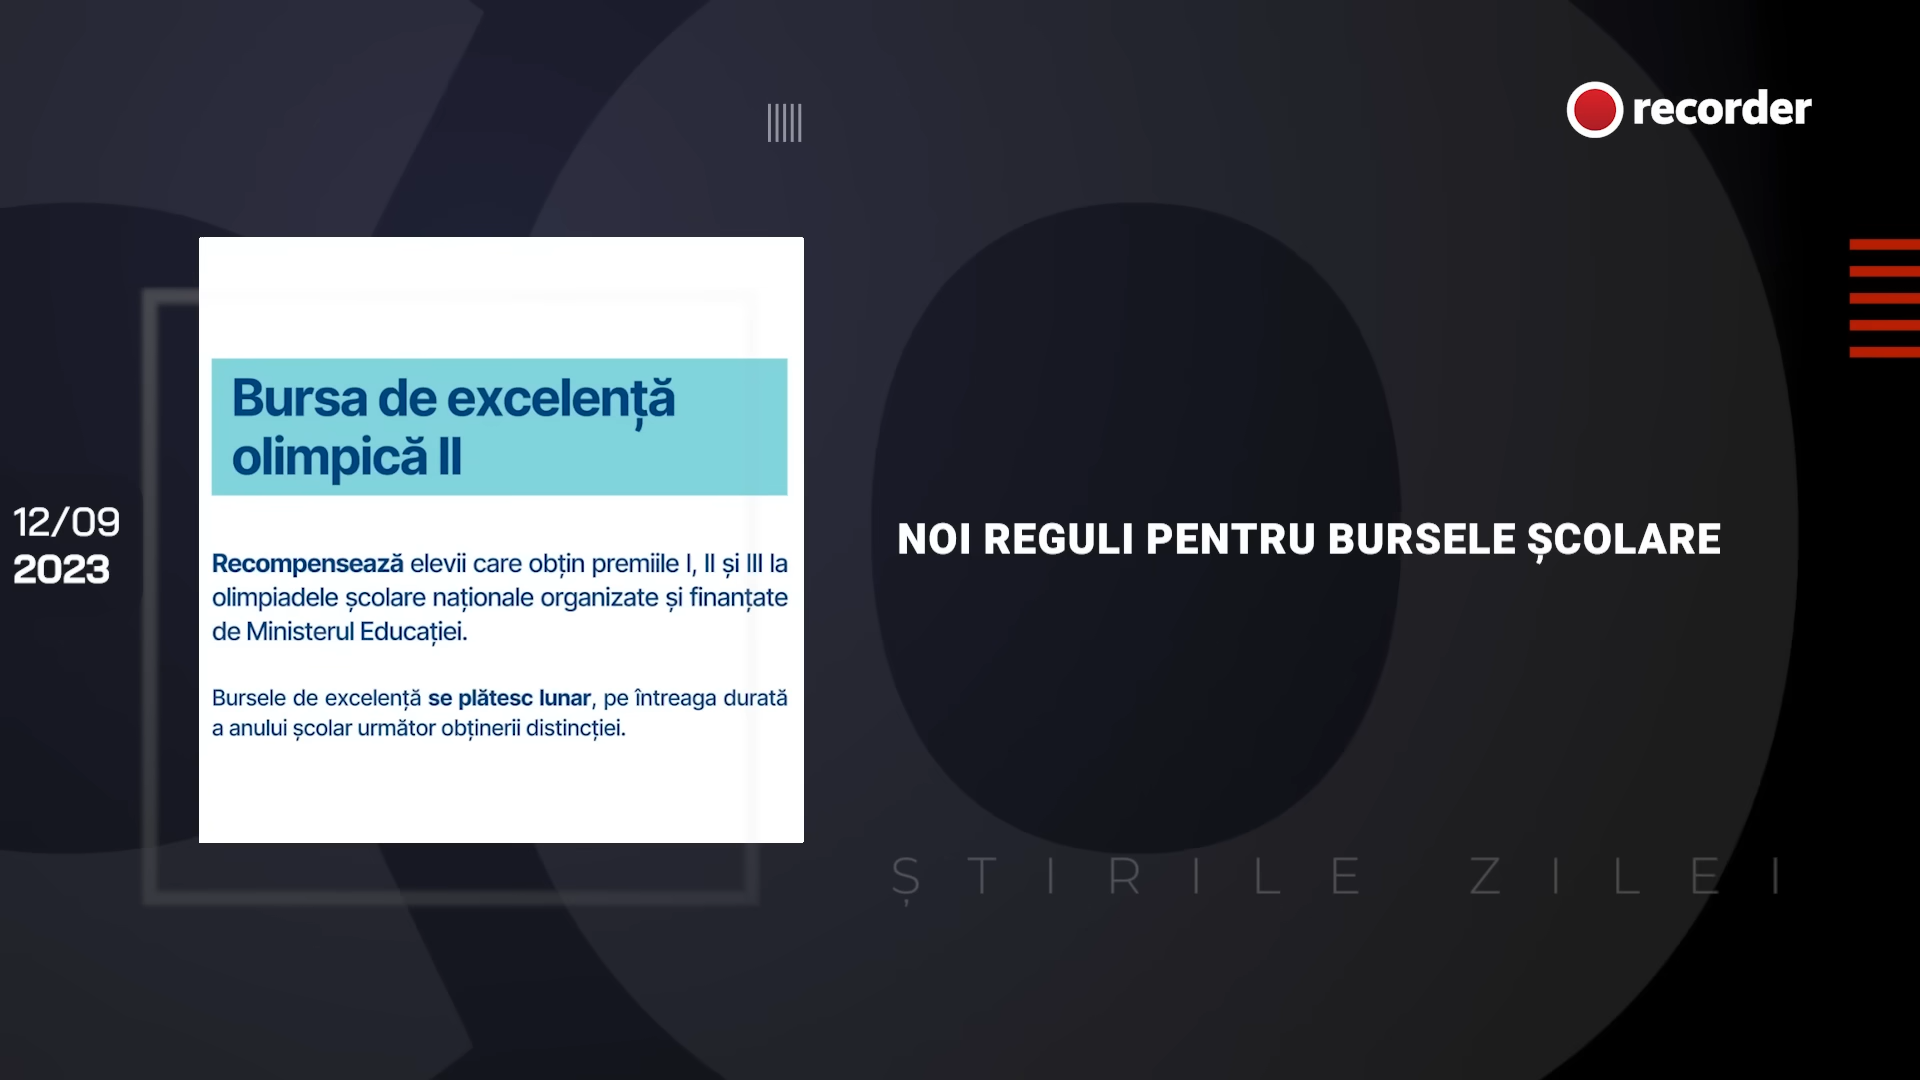 recorder
12/09
2023
Bursa de excelență
olimpică II
Recompensează elevii care obțin premiile I, II și III la
olimpiadele școlare naționale organizate și finanțate
de Ministerul Educației.
Bursele de excelență se plătesc lunar, pe întreaga durată
a anului școlar următor obținerii distincției.
NOI REGULI PENTRU BURSELE ȘCOLARE
ȘTIRILE ZILEI